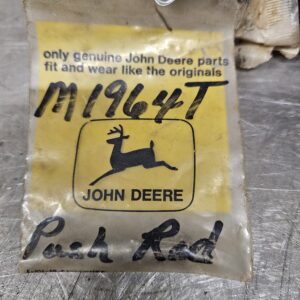 only genuine John Deere parts
fit and wear like the originals
M1964T
JOHN DEERE
Push Rod